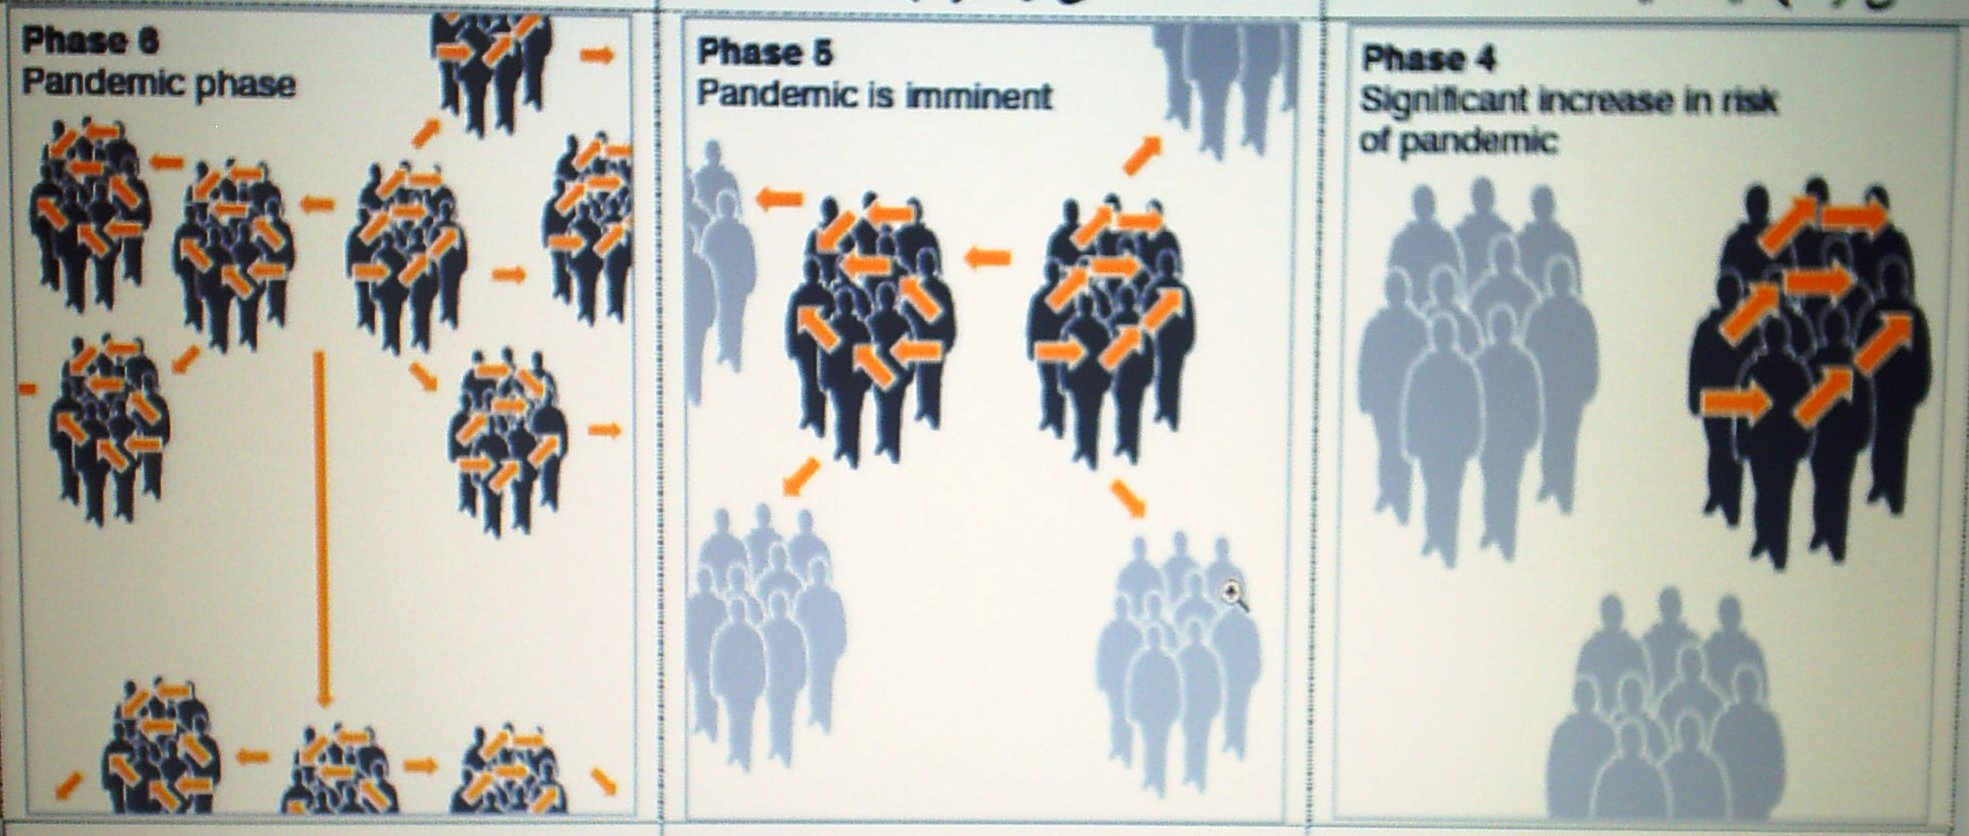 Phase 6
Pandemic phase
Phase 5
Pandemic is imminent
Phase 4
Significant increase in risk
of pandemic